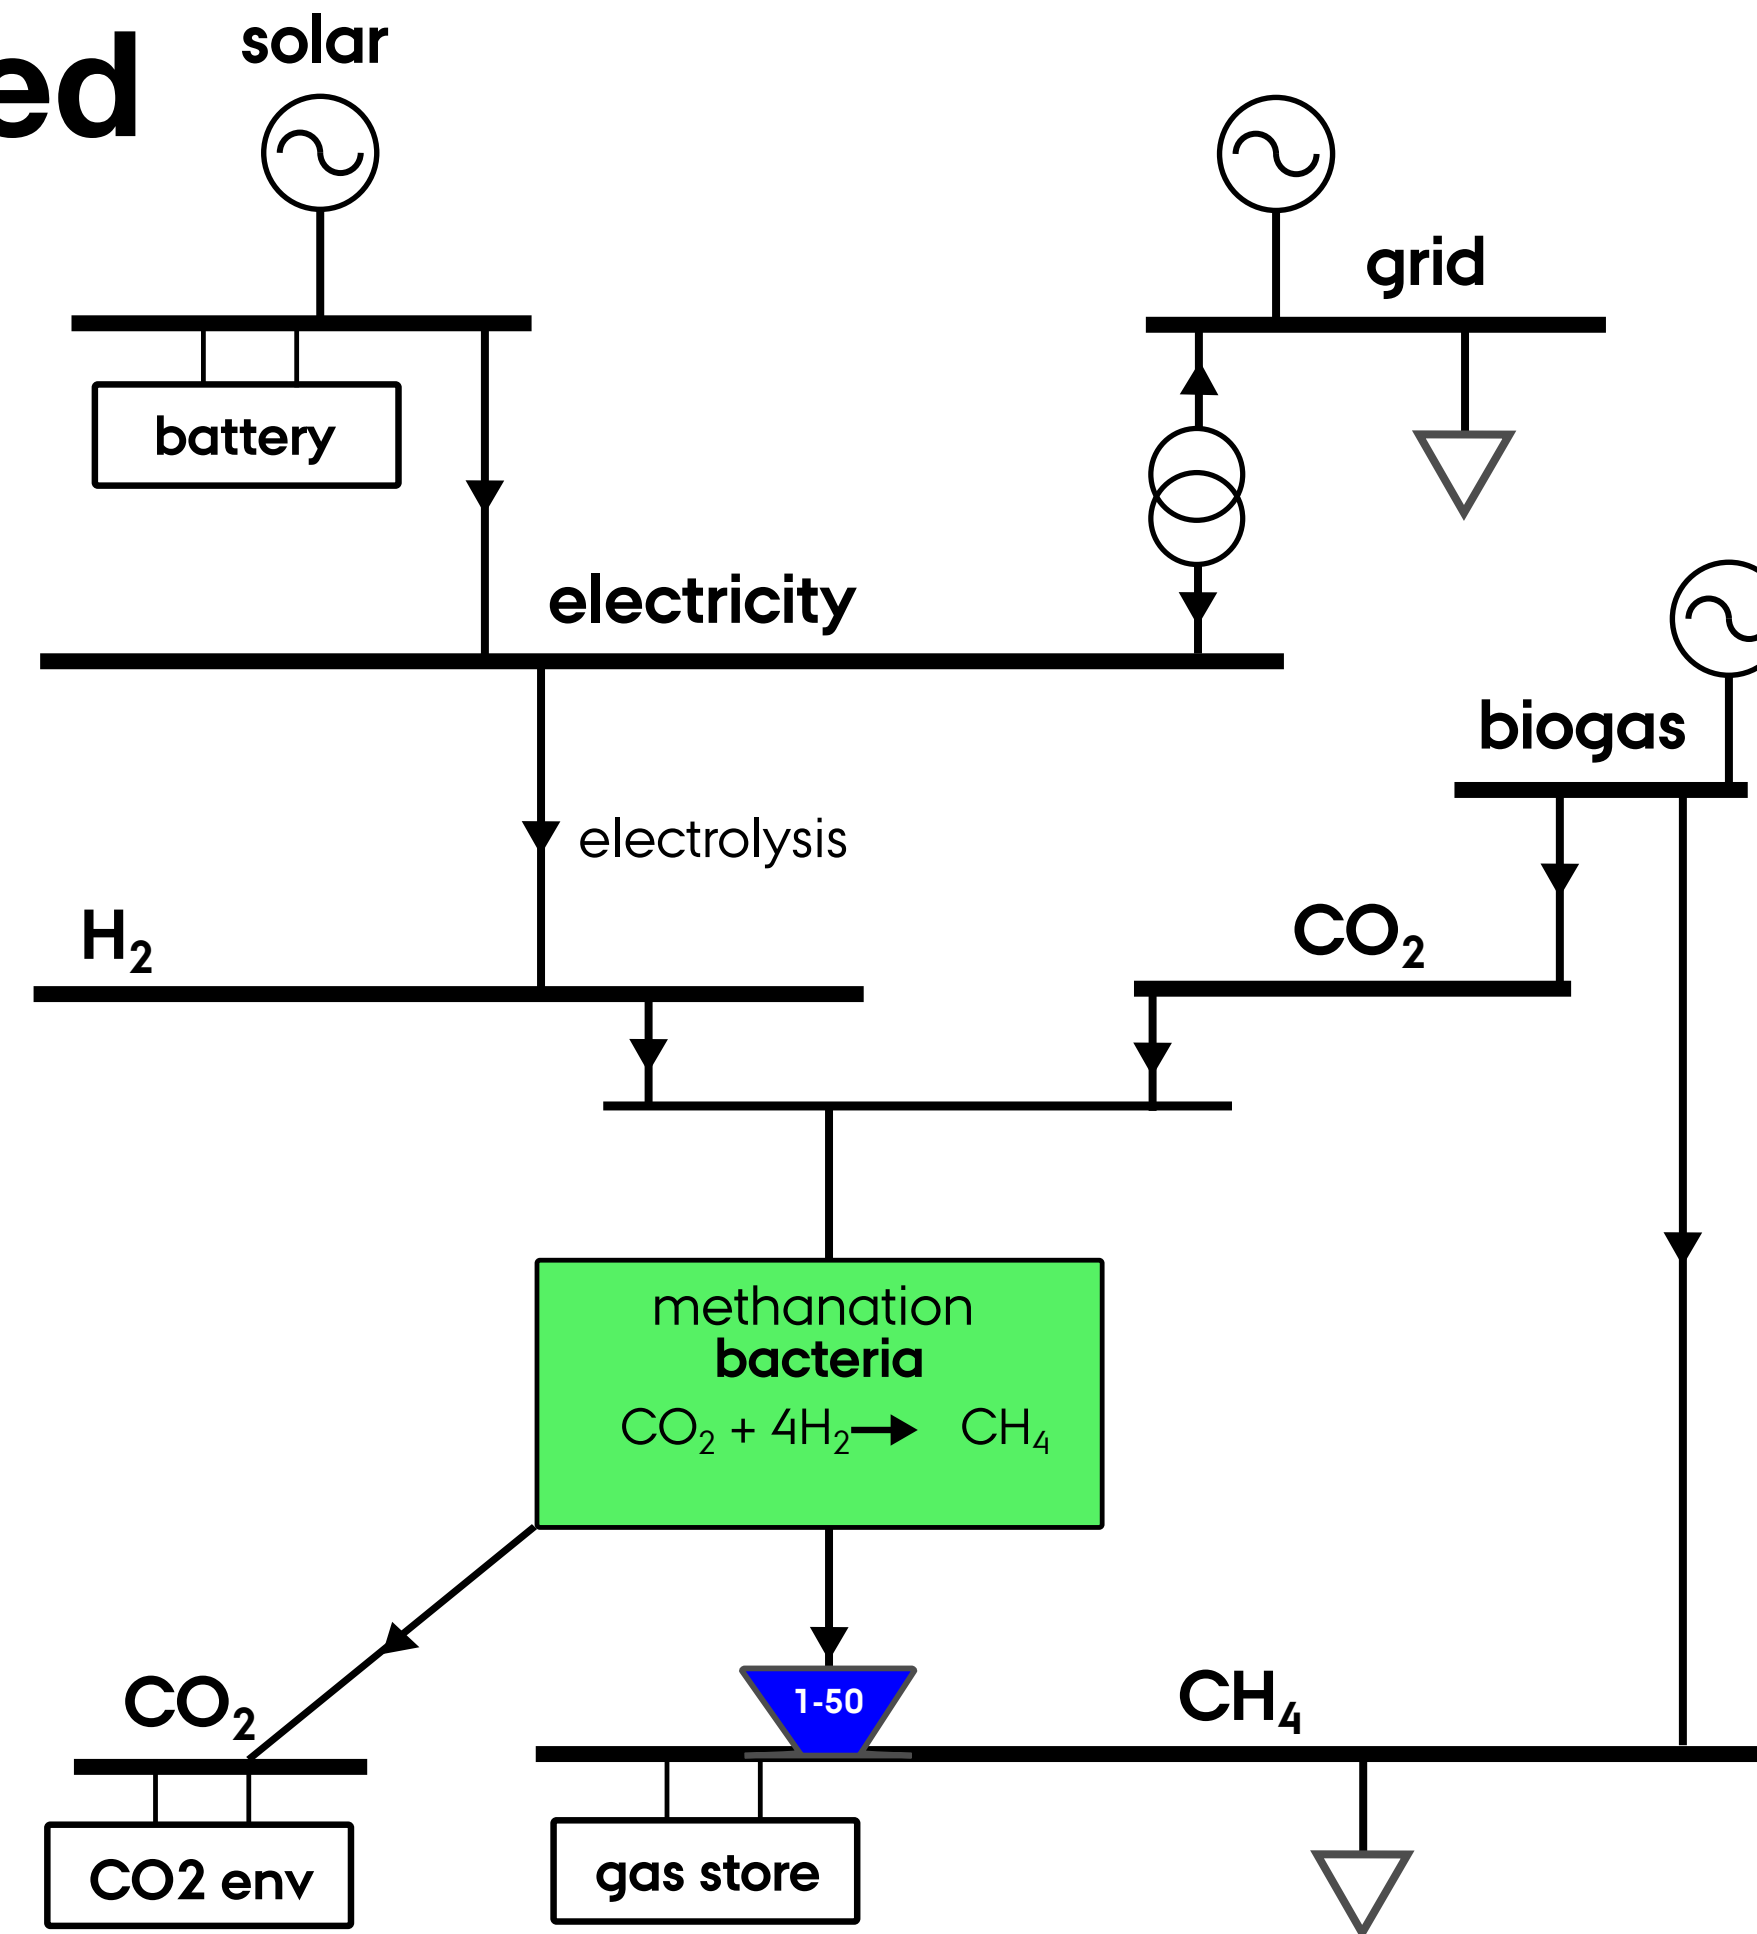 ed
solar
grid
battery
electricity
biogas
electrolysis
H₂
CO₂
methanation
bacteria
CO₂ + 4H₂ → CH₄
CO₂
1-50
CH₄
CO2 env
gas store